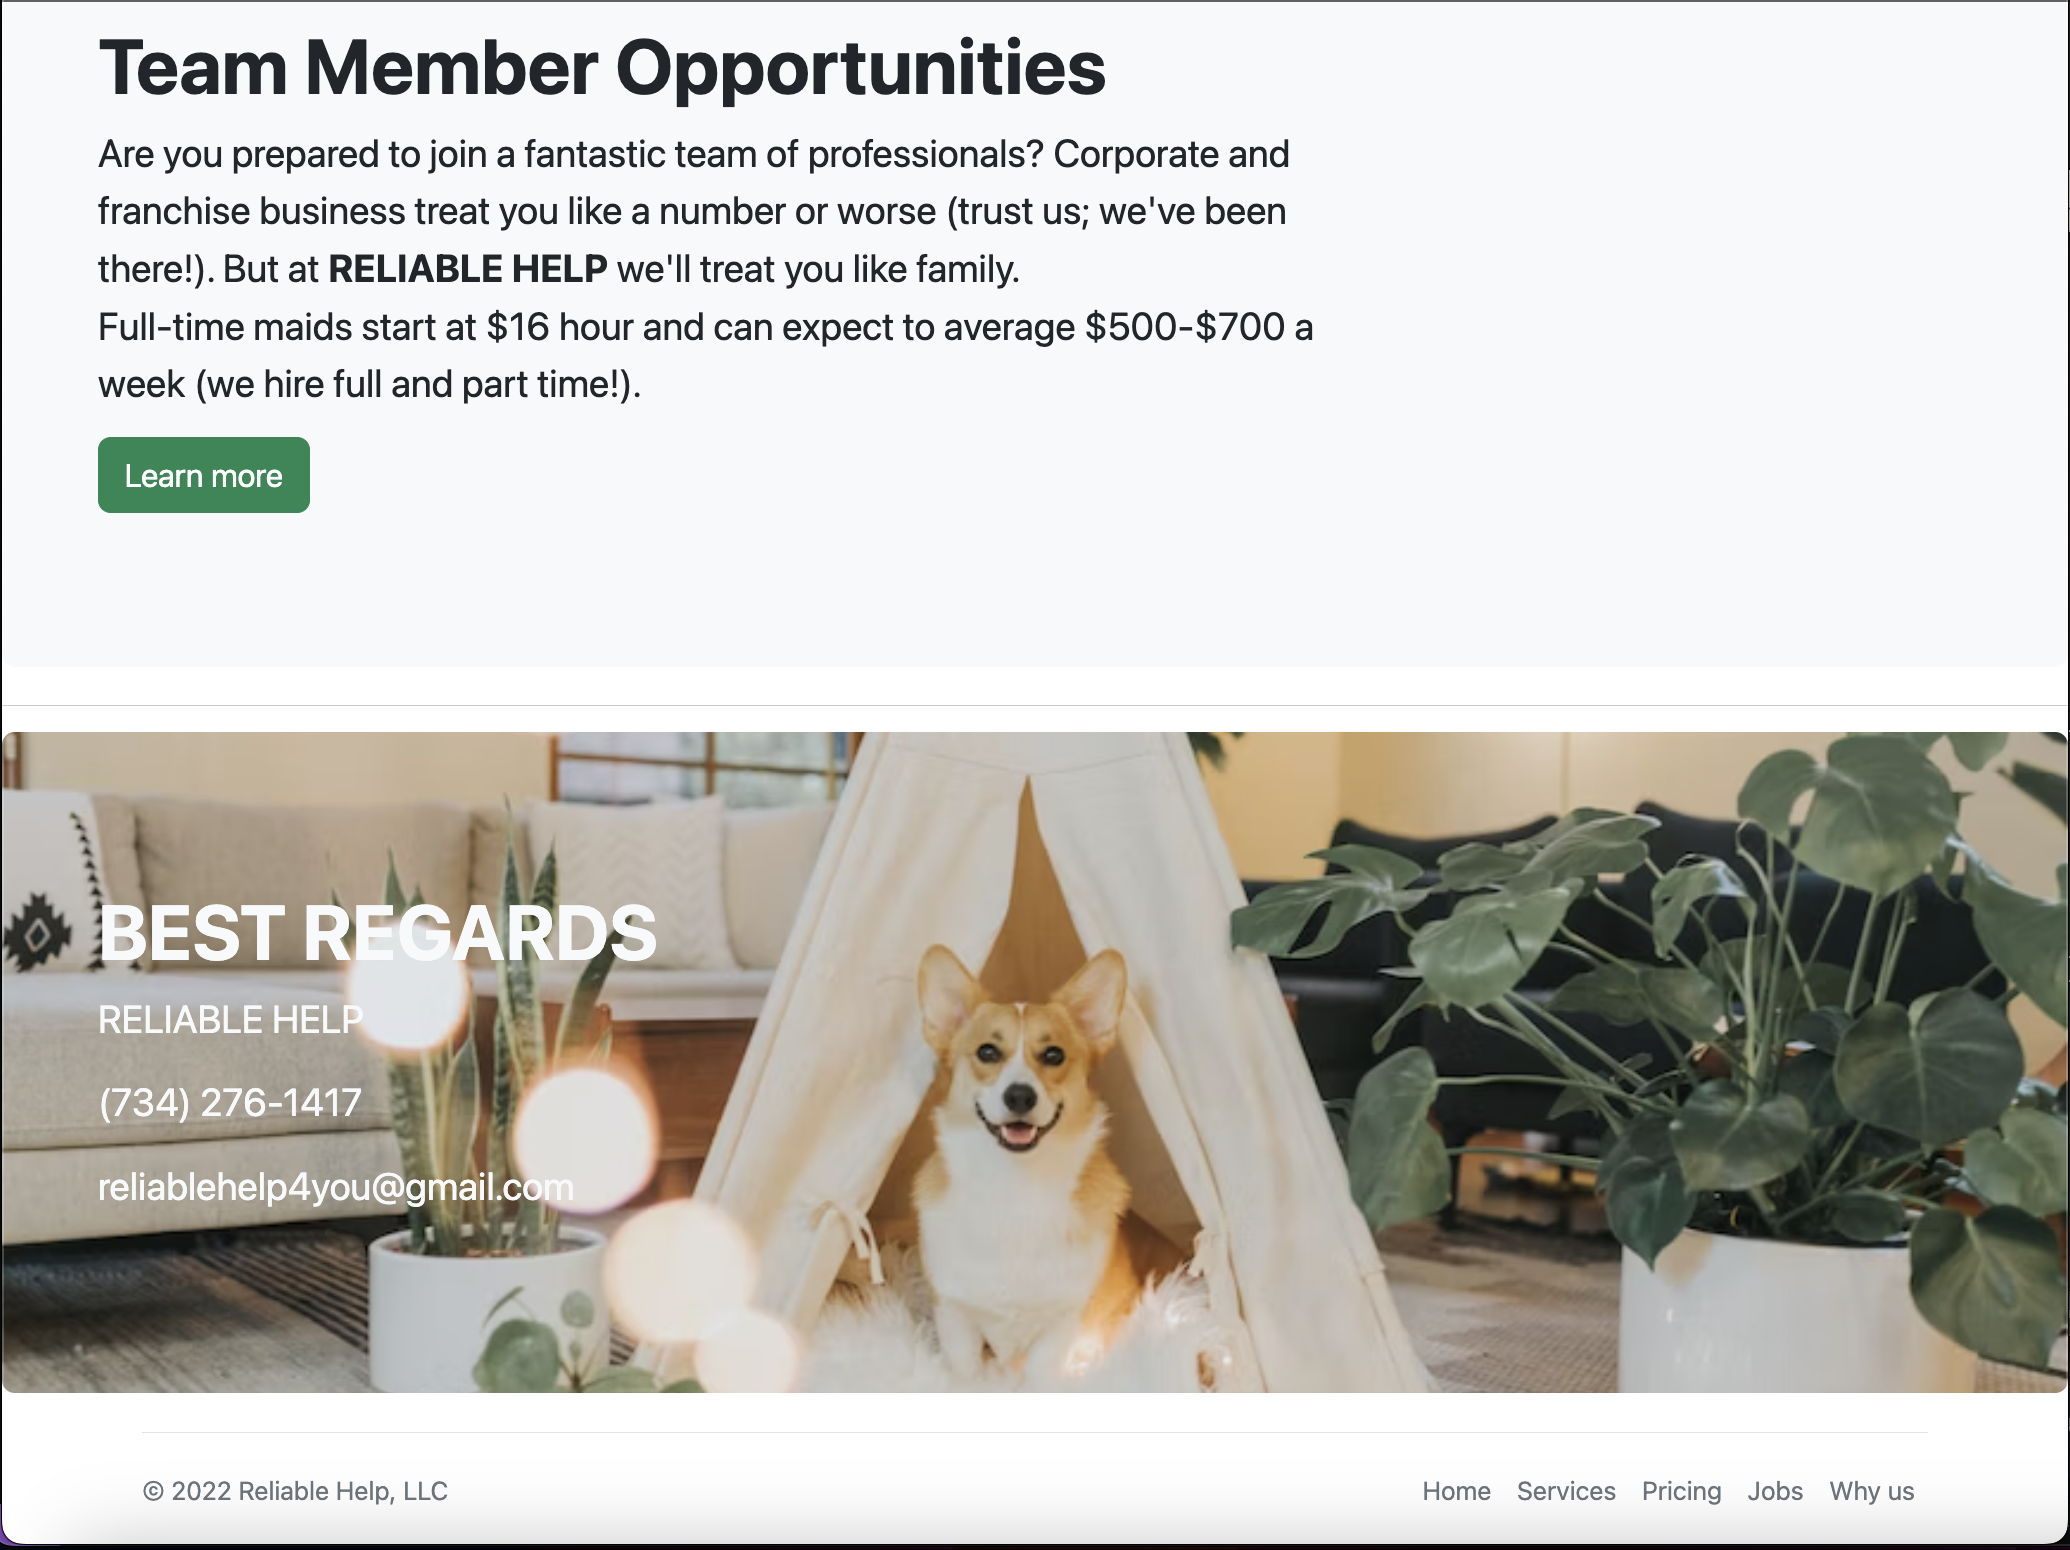 Team Member Opportunities
Are you prepared to join a fantastic team of professionals? Corporate and
franchise business treat you like a number or worse (trust us; we've been
there!). But at RELIABLE HELP we'll treat you like family.
Full-time maids start at $16 hour and can expect to average $500-$700 a
week (we hire full and part time!).
Learn more
BEST REGARDS
RELIABLE HELP
(734) 276-1417
reliablehelp4you@gmail.com
© 2022 Reliable Help, LLC
Home Services Pricing Jobs Why us